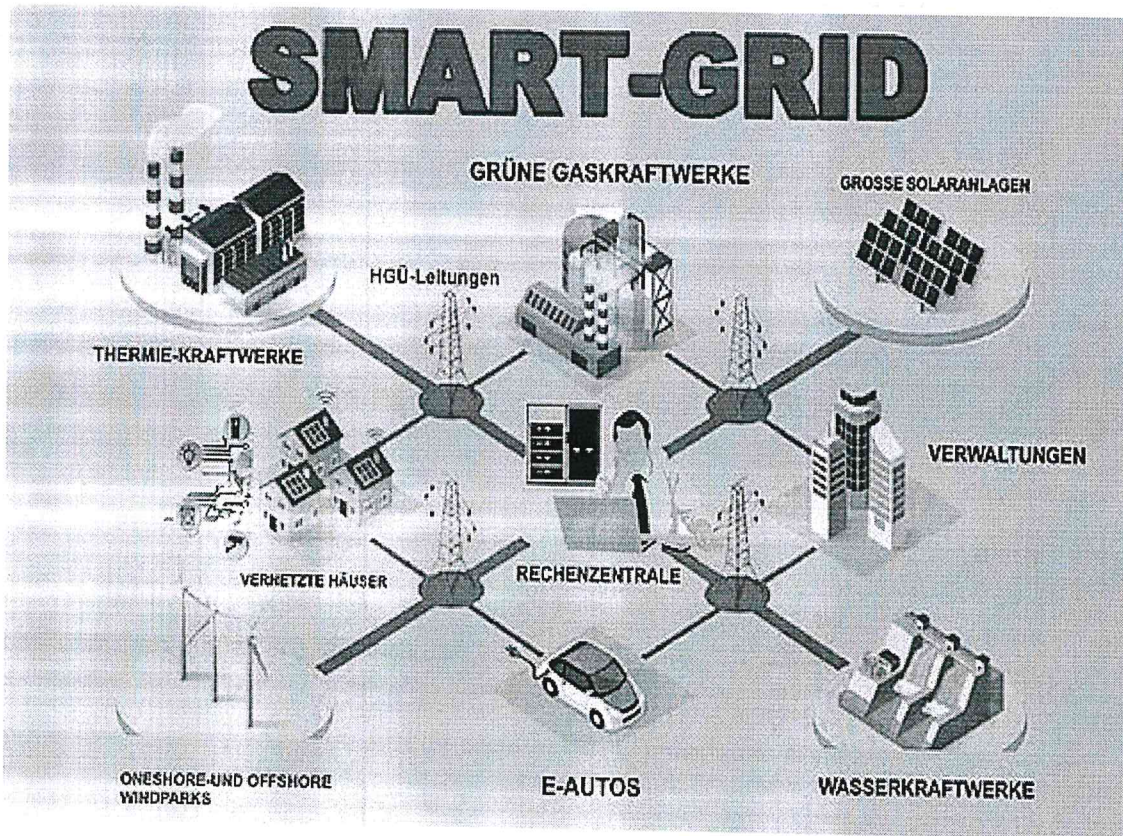 SMART-GRID
GRÜNE GASKRAFTWERKE
GROSSE SOLARANLAGEN
HGÜ-Leitungen
THERMIE-KRAFTWERKE
VERWALTUNGEN
VERNETZTE HÄUSER
RECHENZENTRALE
ONESHORE-UND OFFSHORE
WINDPARKS
E-AUTOS
WASSERKRAFTWERKE